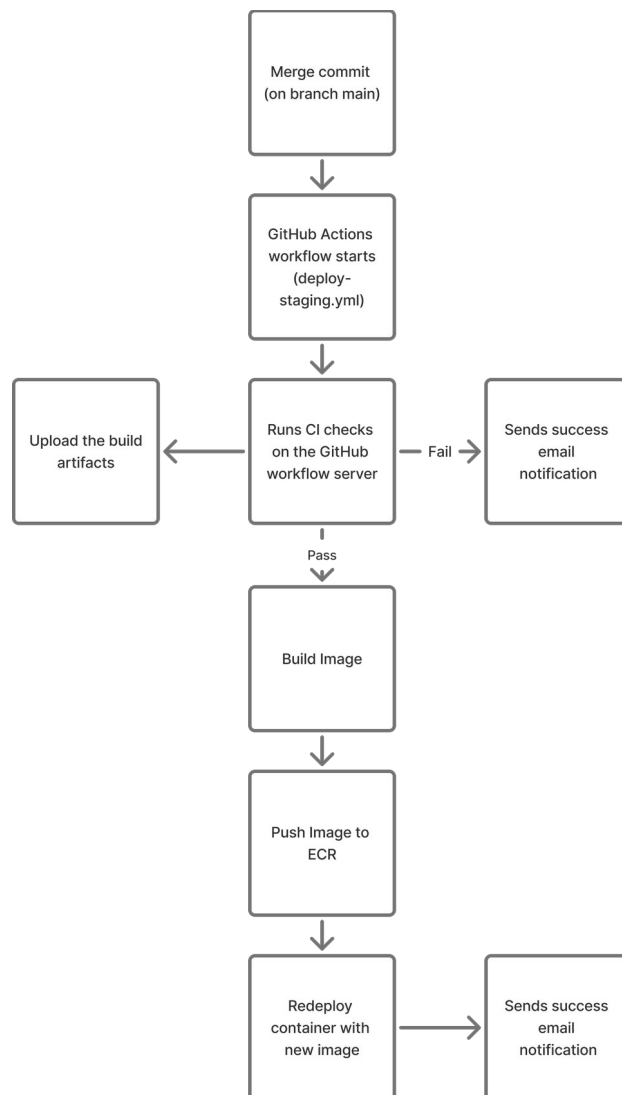 Merge commit
(on branch main)
GitHub Actions
workflow starts
(deploy-
staging.yml)
Upload the build
artifacts
Runs CI checks
on the GitHub
workflow server
Fail
Sends success
email
notification
Pass
Build Image
Push Image to
ECR
Redeploy
container with
new image
Sends success
email
notification